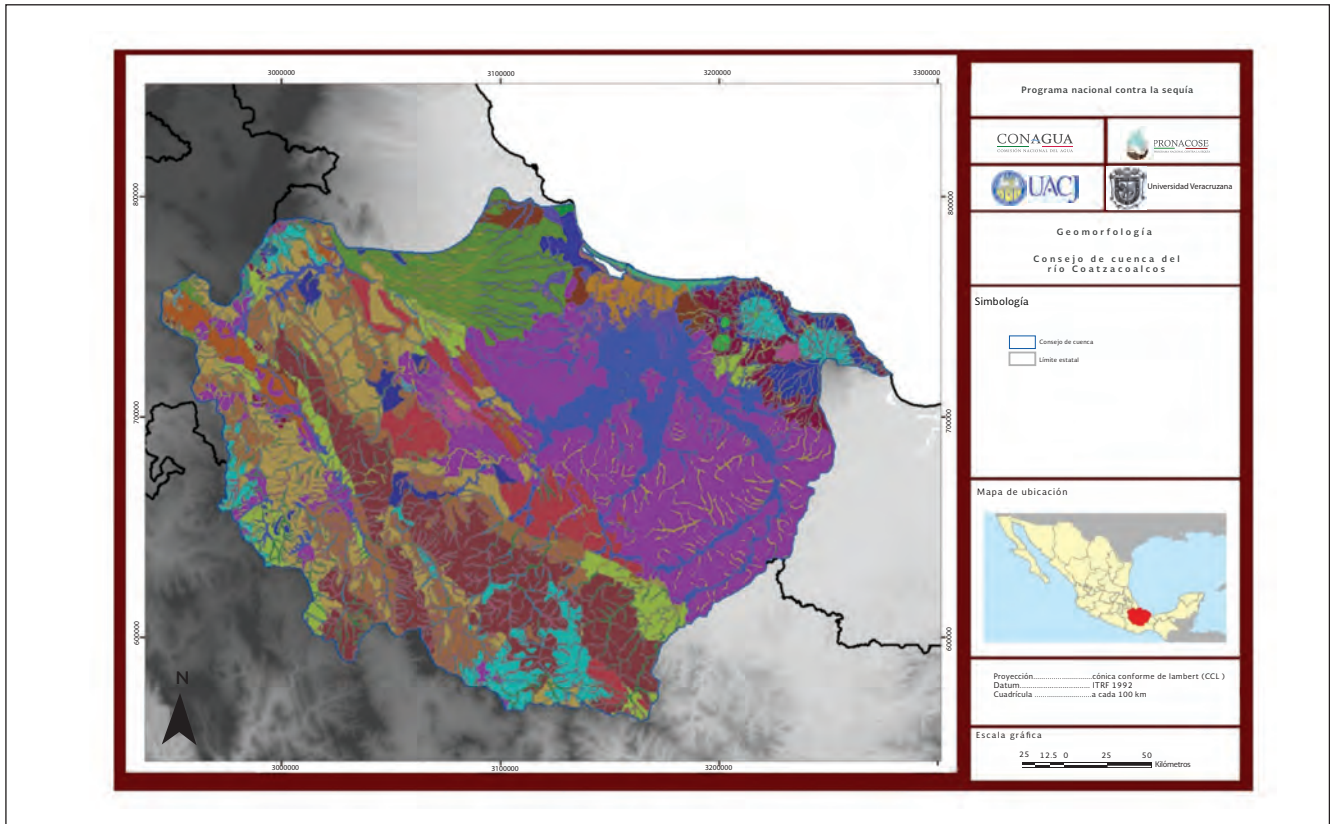 3000000
3100000
3200000
3300000
800000
800000
700000
700000
600000
600000
N
3000000
3100000
3200000
Programa nacional contra la sequía
CONAGUA
COMISIÓN NACIONAL DEL AGUA
PRONACOSE
UACJ
Universidad Veracruzana
Geomorfología
Consejo de cuenca del
río Coatzacoalcos
Simbología
Consejo de cuenca
Límite estatal
Mapa de ubicación
Proyección.......................cónica conforme de lambert (CCL )
Datum............................ ITRF 1992
Cuadrícula .......................a cada 100 km
Escala gráfica
25 12.5 0 25 50
Kilómetros